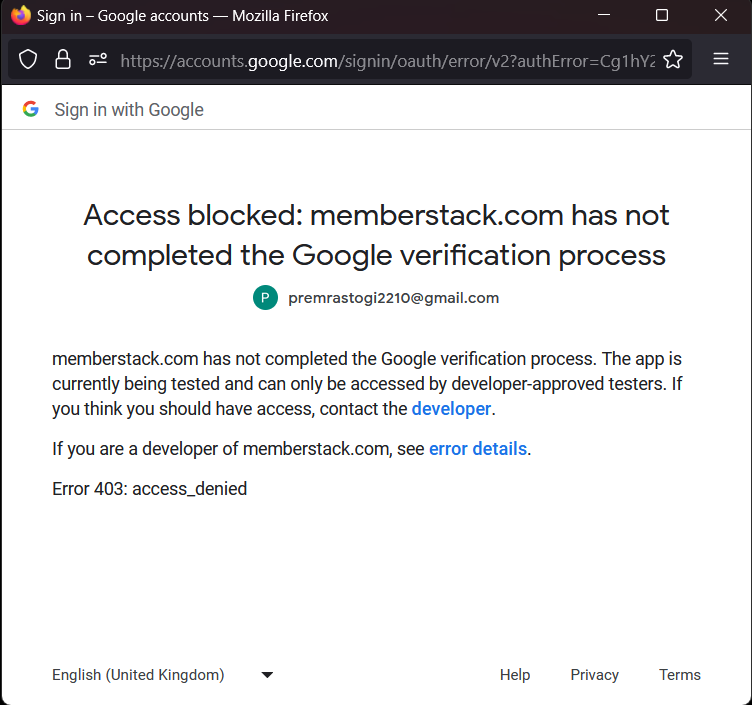 Sign in – Google accounts — Mozilla Firefox
https://accounts.google.com/signin/oauth/error/v2?authError=Cg1hY2
Sign in with Google
Access blocked: memberstack.com has not
completed the Google verification process
P premrastogi2210@gmail.com
memberstack.com has not completed the Google verification process. The app is
currently being tested and can only be accessed by developer-approved testers. If
you think you should have access, contact the developer.
If you are a developer of memberstack.com, see error details.
Error 403: access_denied
English (United Kingdom) Help Privacy Terms